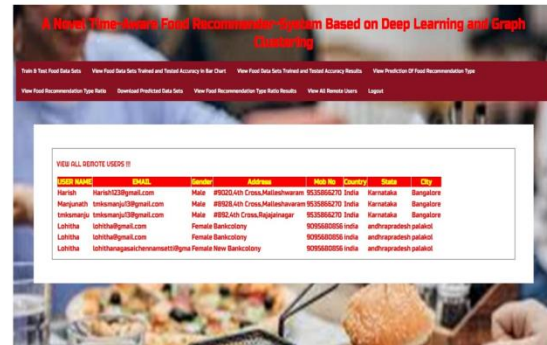 A Novel Time-Aware Food Recommender-System Based on Deep Learning and Graph
Clustering
Train & Test Food Data Sets View Food Data Sets Trained and Tested Accuracy in Bar Chart View Food Data Sets Trained and Tested Accuracy Results View Prediction Of Food Recommendation Type
View Food Recommendation Type Ratio Download Predicted Data Sets View Food Recommendation Type Ratio Results View All Remote Users Logout
VIEW ALL REMOTE USERS !!!
USER NAME EMAIL Gender Address Mob No Country State City
Harish Harish123@gmail.com Male #9020,4th Cross,Malleshwaram 9535866270 India Karnataka Bangalore
Manjunath tmksmanju13@gmail.com Male #8928,4th Cross,Malleshavaram 9535866270 India Karnataka Bangalore
tmksmanju tmksmanju13@gmail.com Male #892,4th Cross,Rajajinagar 9535866270 India Karnataka Bangalore
Lohitha lohitha@gmail.com Female Bankcolony 9095680856 india andhrapradesh palakol
Lohitha lohitha@gmail.com Female Bankcolony 9095680856 india andhrapradesh palakol
Lohitha lohithanagasaichennamsetti@gma Female New Bankcolony 9095680856 india andhrapradesh palakol